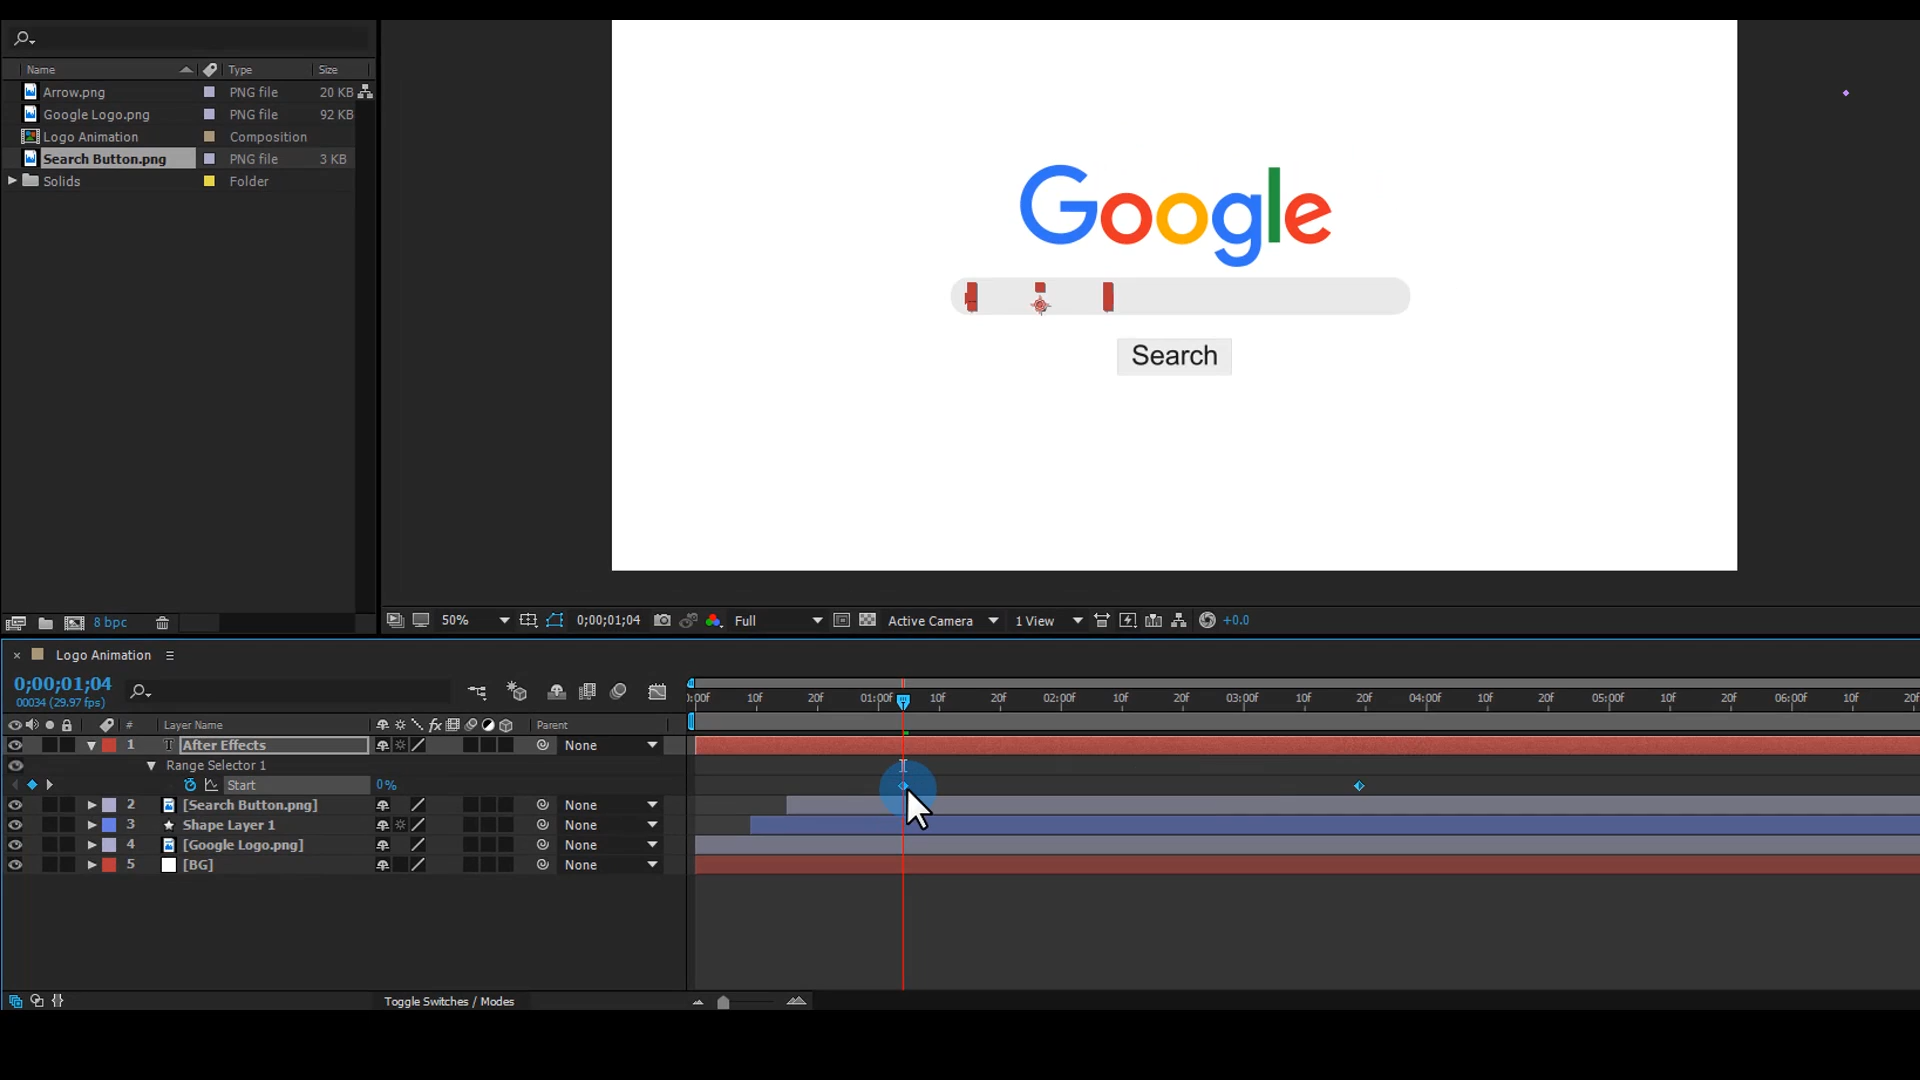 Name Type Size
Arrow.png PNG file 20 KB
Google Logo.png PNG file 92 KB
Logo Animation Composition
Search Button.png PNG file 3 KB
Solids Folder
8 bpc
Google
Search
50% 0;00;01;04 Full Active Camera 1 View +0.0
Logo Animation
0;00;01;04
00034 (29.97 fps)
:00f 10f 20f 01:00f 10f 20f 02:00f 10f 20f 03:00f 10f 20f 04:00f 10f 20f 05:00f 10f 20f 06:00f 10f 20f
# Layer Name fx Parent
1 T After Effects None
Range Selector 1
Start 0%
2 [Search Button.png] None
3 Shape Layer 1 None
4 [Google Logo.png] None
5 [BG] None
Toggle Switches / Modes